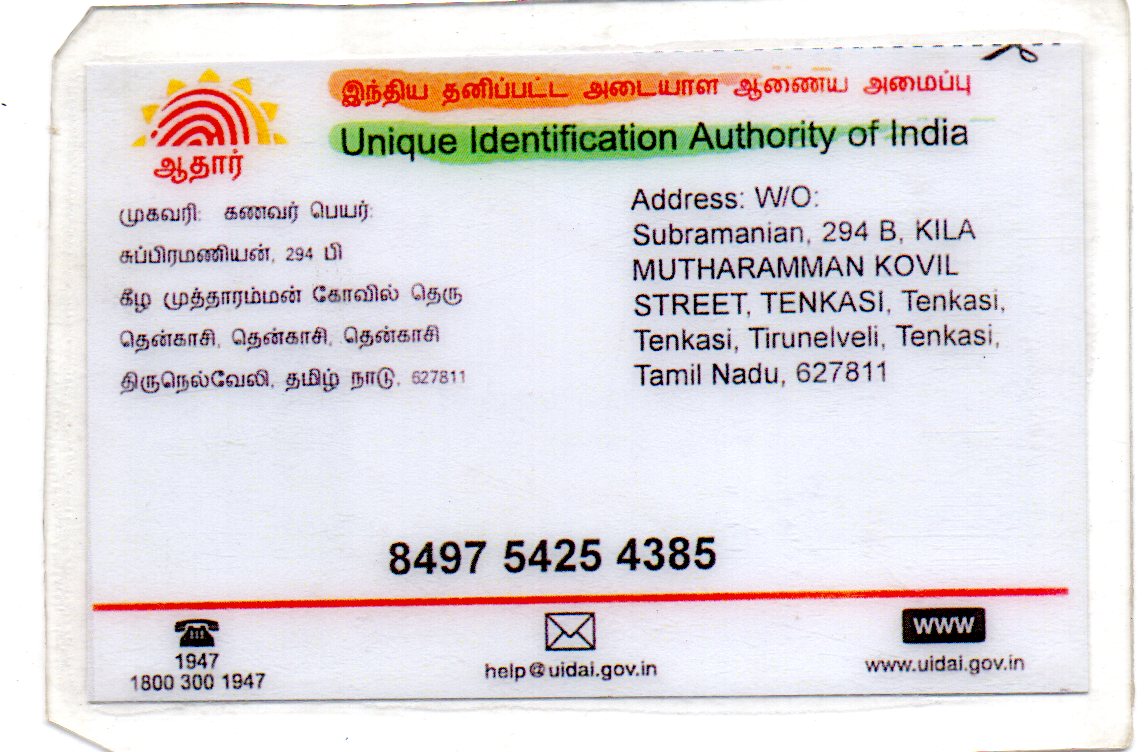 இந்திய தனிப்பட்ட அடையாள ஆணைய அமைப்பு
Unique Identification Authority of India
ஆதார்
முகவரி: கணவர் பெயர்:
சுப்பிரமணியன், 294 பி
கீழ முத்தாரம்மன் கோவில் தெரு
தென்காசி, தென்காசி, தென்காசி
திருநெல்வேலி, தமிழ் நாடு, 627811
Address: W/O:
Subramanian, 294 B, KILA
MUTHARAMMAN KOVIL
STREET, TENKASI, Tenkasi,
Tenkasi, Tirunelveli, Tenkasi,
Tamil Nadu, 627811
8497 5425 4385
1947
1800 300 1947
help@uidai.gov.in
WWW
www.uidai.gov.in